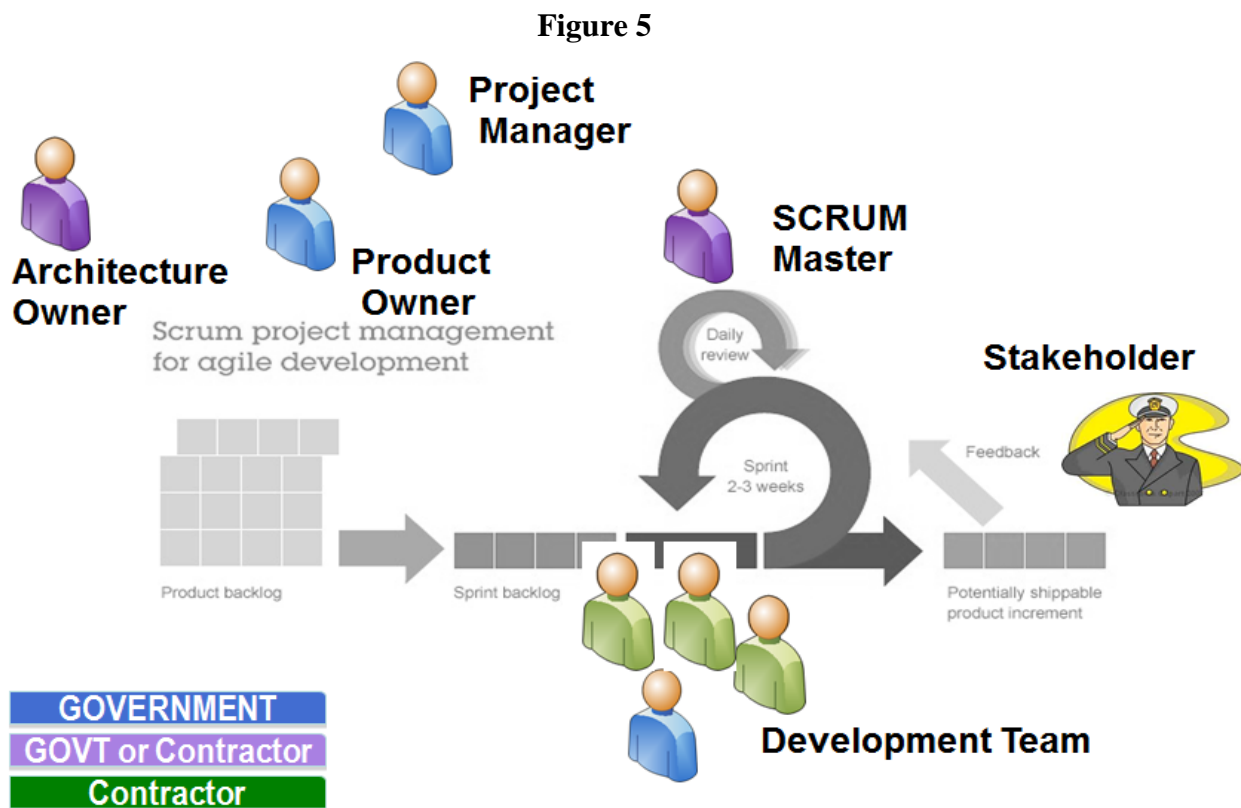 Figure 5
Project
Manager
Architecture
Owner
Product
Owner
SCRUM
Master
Scrum project management
for agile development
Daily
review
Stakeholder
Sprint
2-3 weeks
Feedback
Product backlog
Sprint backlog
Potentially shippable
product increment
Development Team
GOVERNMENT
GOVT or Contractor
Contractor